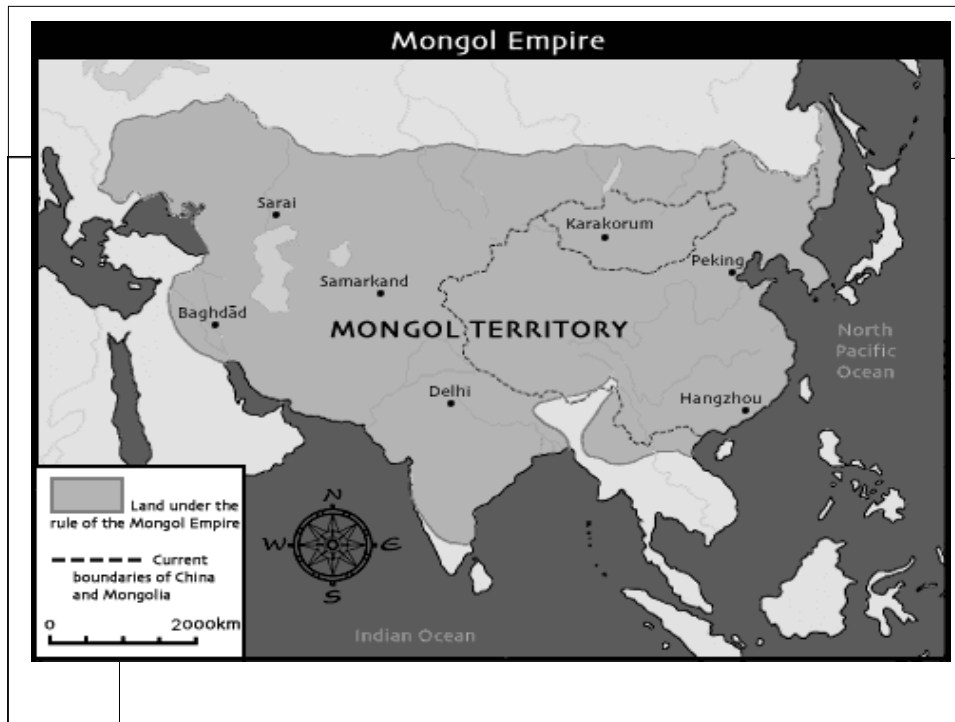 Mongol Empire
Sarai
Karakorum
Peking
Samarkand
Baghdād
MONGOL TERRITORY
North
Pacific
Ocean
Delhi
Hangzhou
Land under the
rule of the Mongol Empire
Current
boundaries of China
and Mongolia
0 2000km
N
W E
S
Indian Ocean